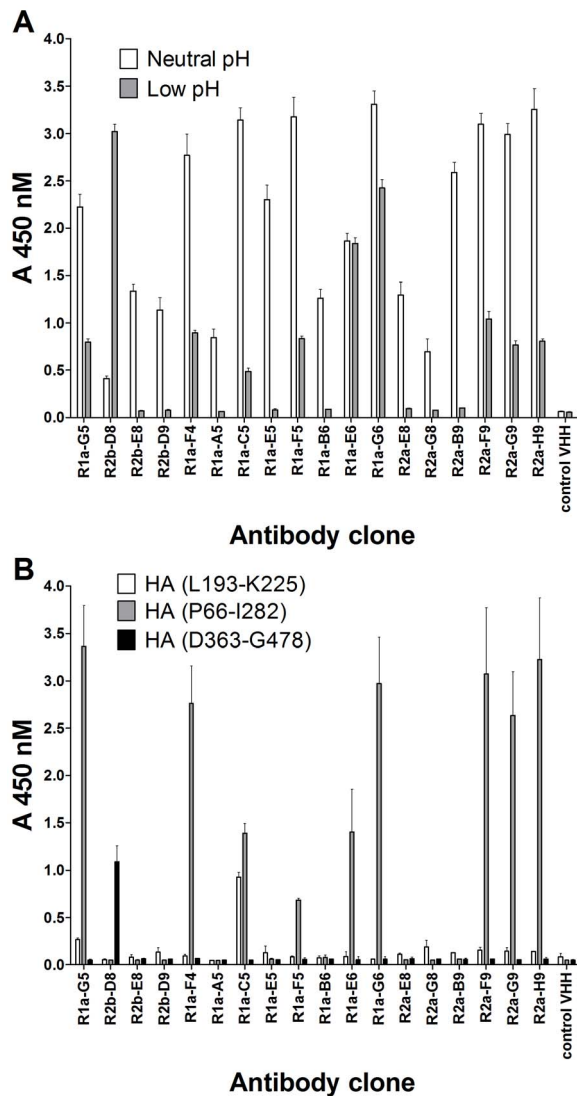 A
Neutral pH
Low pH
A 450 nM
4.0
3.5
3.0
2.5
2.0
1.5
1.0
0.5
0.0
R1a-G5
R2b-D8
R2b-E8
R2b-D9
R1a-F4
R1a-A5
R1a-C5
R1a-E5
R1a-F5
R1a-B6
R1a-E6
R1a-G6
R2a-E8
R2a-G8
R2a-B9
R2a-F9
R2a-G9
R2a-H9
control VHH
Antibody clone
B
HA (L193-K225)
HA (P66-I282)
HA (D363-G478)
A 450 nM
4.0
3.5
3.0
2.5
2.0
1.5
1.0
0.5
0.0
R1a-G5
R2b-D8
R2b-E8
R2b-D9
R1a-F4
R1a-A5
R1a-C5
R1a-E5
R1a-F5
R1a-B6
R1a-E6
R1a-G6
R2a-E8
R2a-G8
R2a-B9
R2a-F9
R2a-G9
R2a-H9
control VHH
Antibody clone